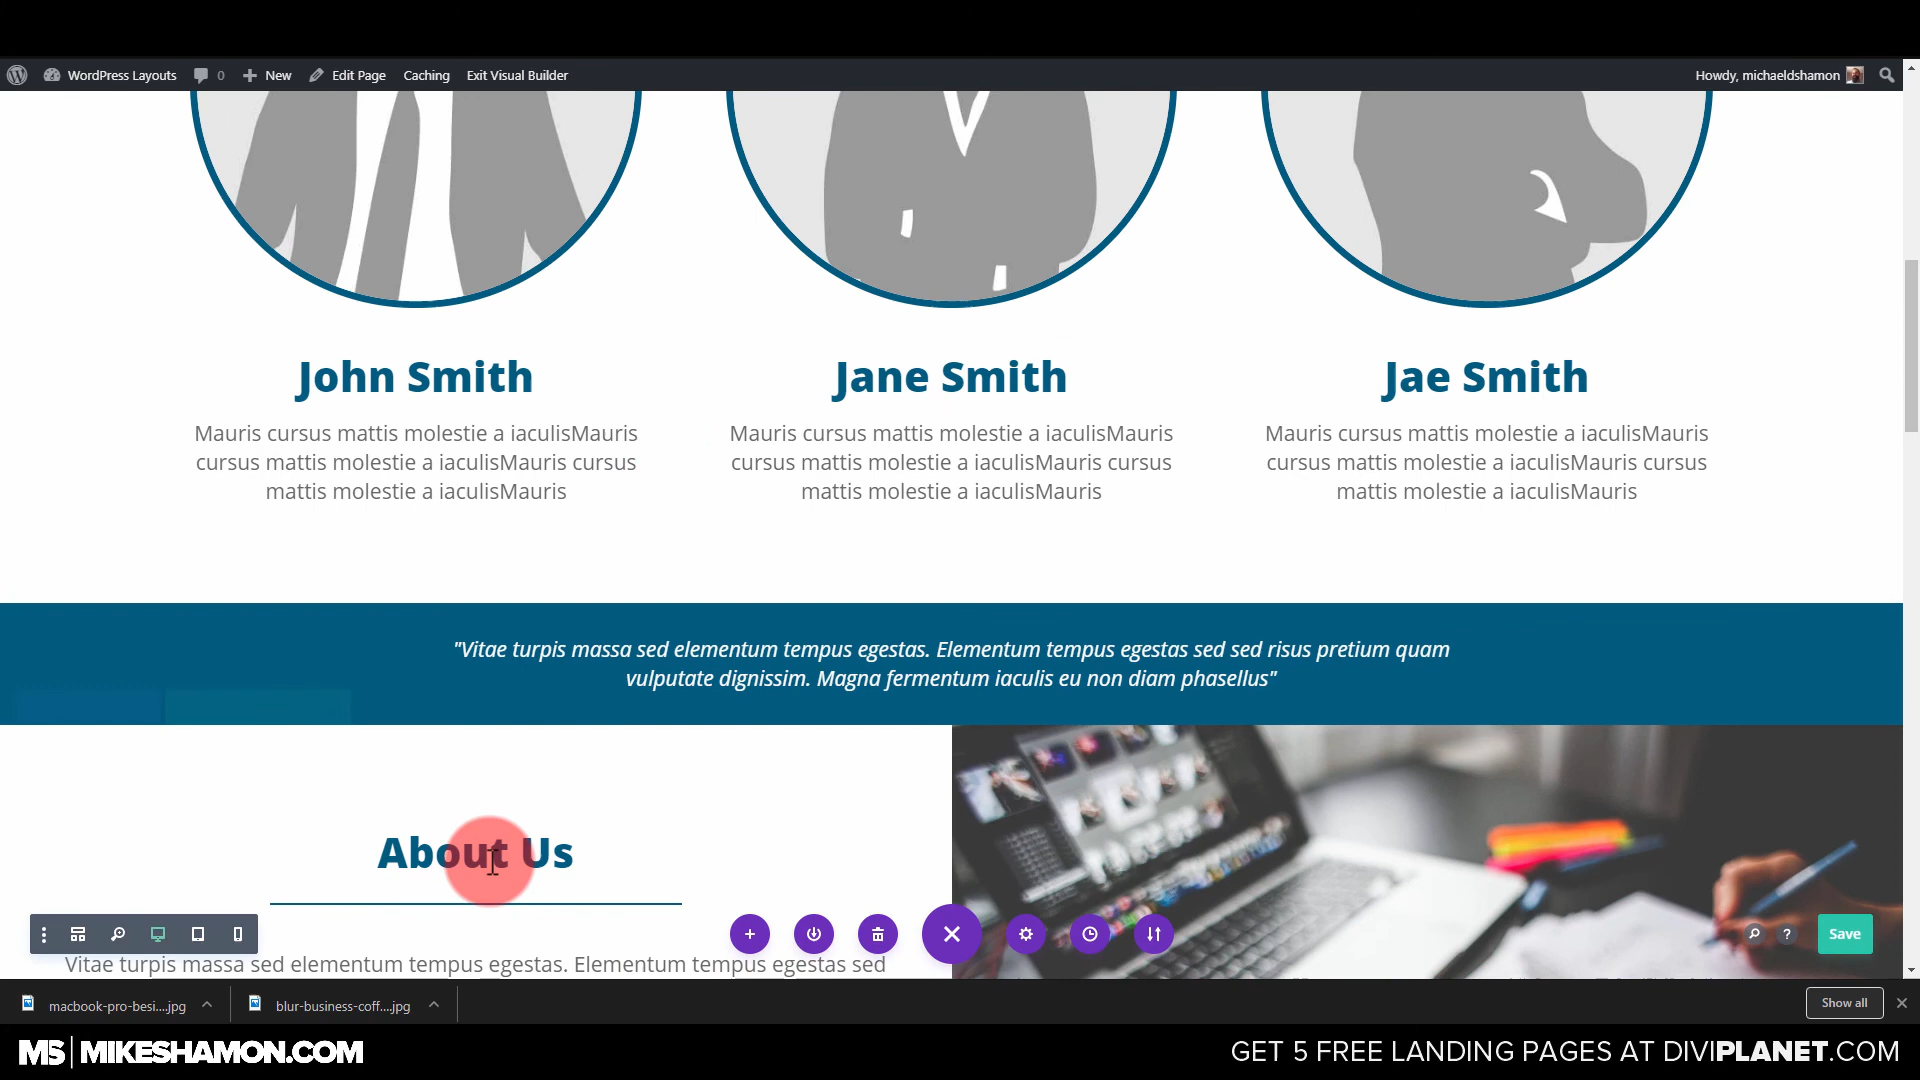 WordPress Layouts 0 New Edit Page Caching Exit Visual Builder Howdy, michaeldshamon
John Smith Jane Smith Jae Smith
Mauris cursus mattis molestie a iaculisMauris
cursus mattis molestie a iaculisMauris cursus
mattis molestie a iaculisMauris
Mauris cursus mattis molestie a iaculisMauris
cursus mattis molestie a iaculisMauris cursus
mattis molestie a iaculisMauris
Mauris cursus mattis molestie a iaculisMauris
cursus mattis molestie a iaculisMauris cursus
mattis molestie a iaculisMauris
"Vitae turpis massa sed elementum tempus egestas. Elementum tempus egestas sed sed risus pretium quam
vulputate dignissim. Magna fermentum iaculis eu non diam phasellus"
About Us
Save
Vitae turpis massa sed elementum tempus egestas. Elementum tempus egestas sed
macbook-pro-besi....jpg blur-business-coff....jpg Show all
MS MIKESHAMON.COM GET 5 FREE LANDING PAGES AT DIVIPLANET.COM